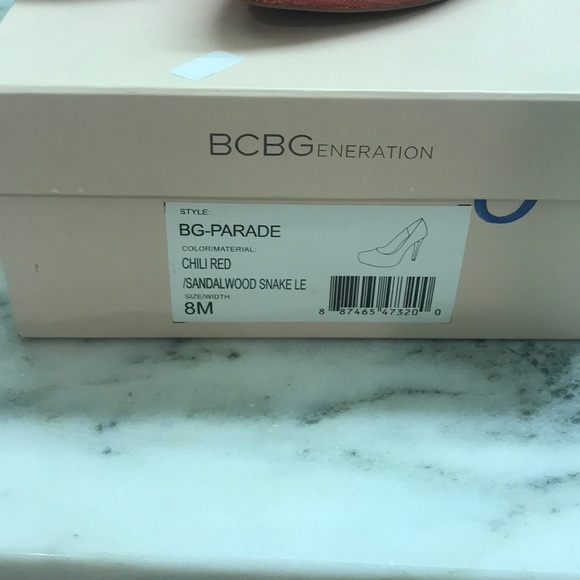 BCBGENERATION
STYLE:
BG-PARADE
COLOR/MATERIAL:
CHILI RED
/SANDALWOOD SNAKE LE
SIZE/WIDTH:
8M
8 87465 47320 0